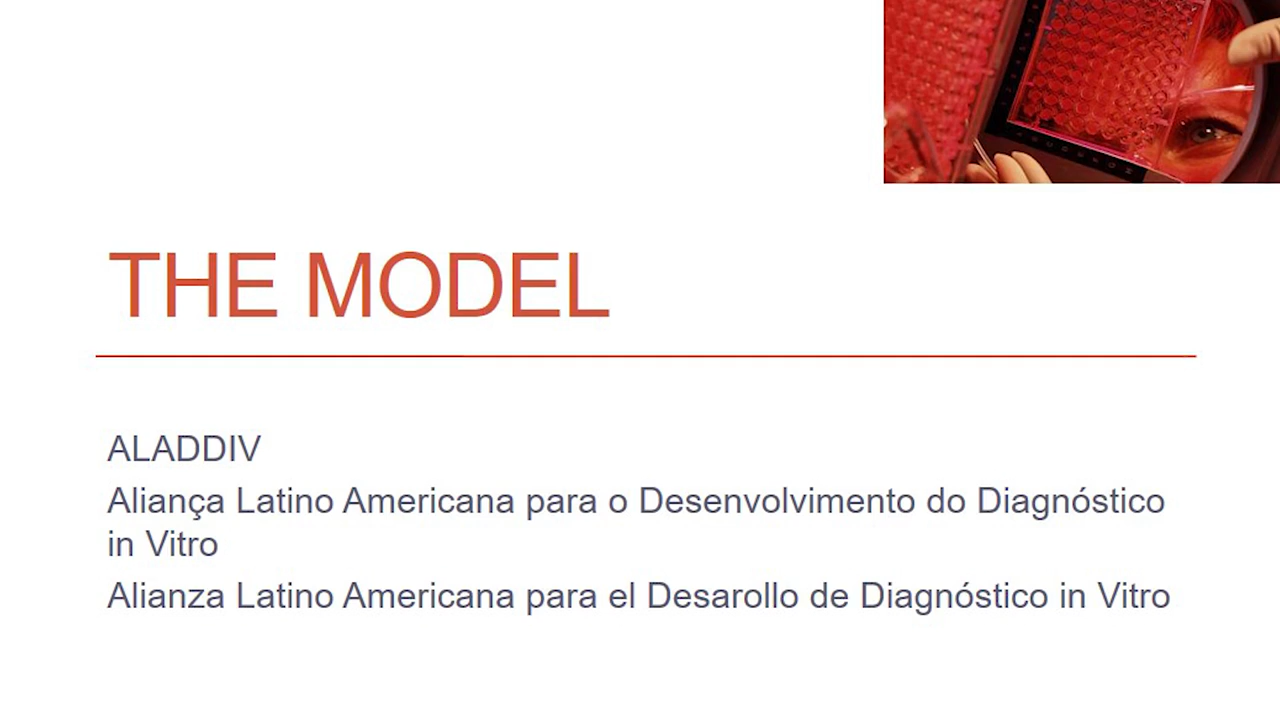 THE MODEL
ALADDIV
Aliança Latino Americana para o Desenvolvimento do Diagnóstico
in Vitro
Alianza Latino Americana para el Desarollo de Diagnóstico in Vitro